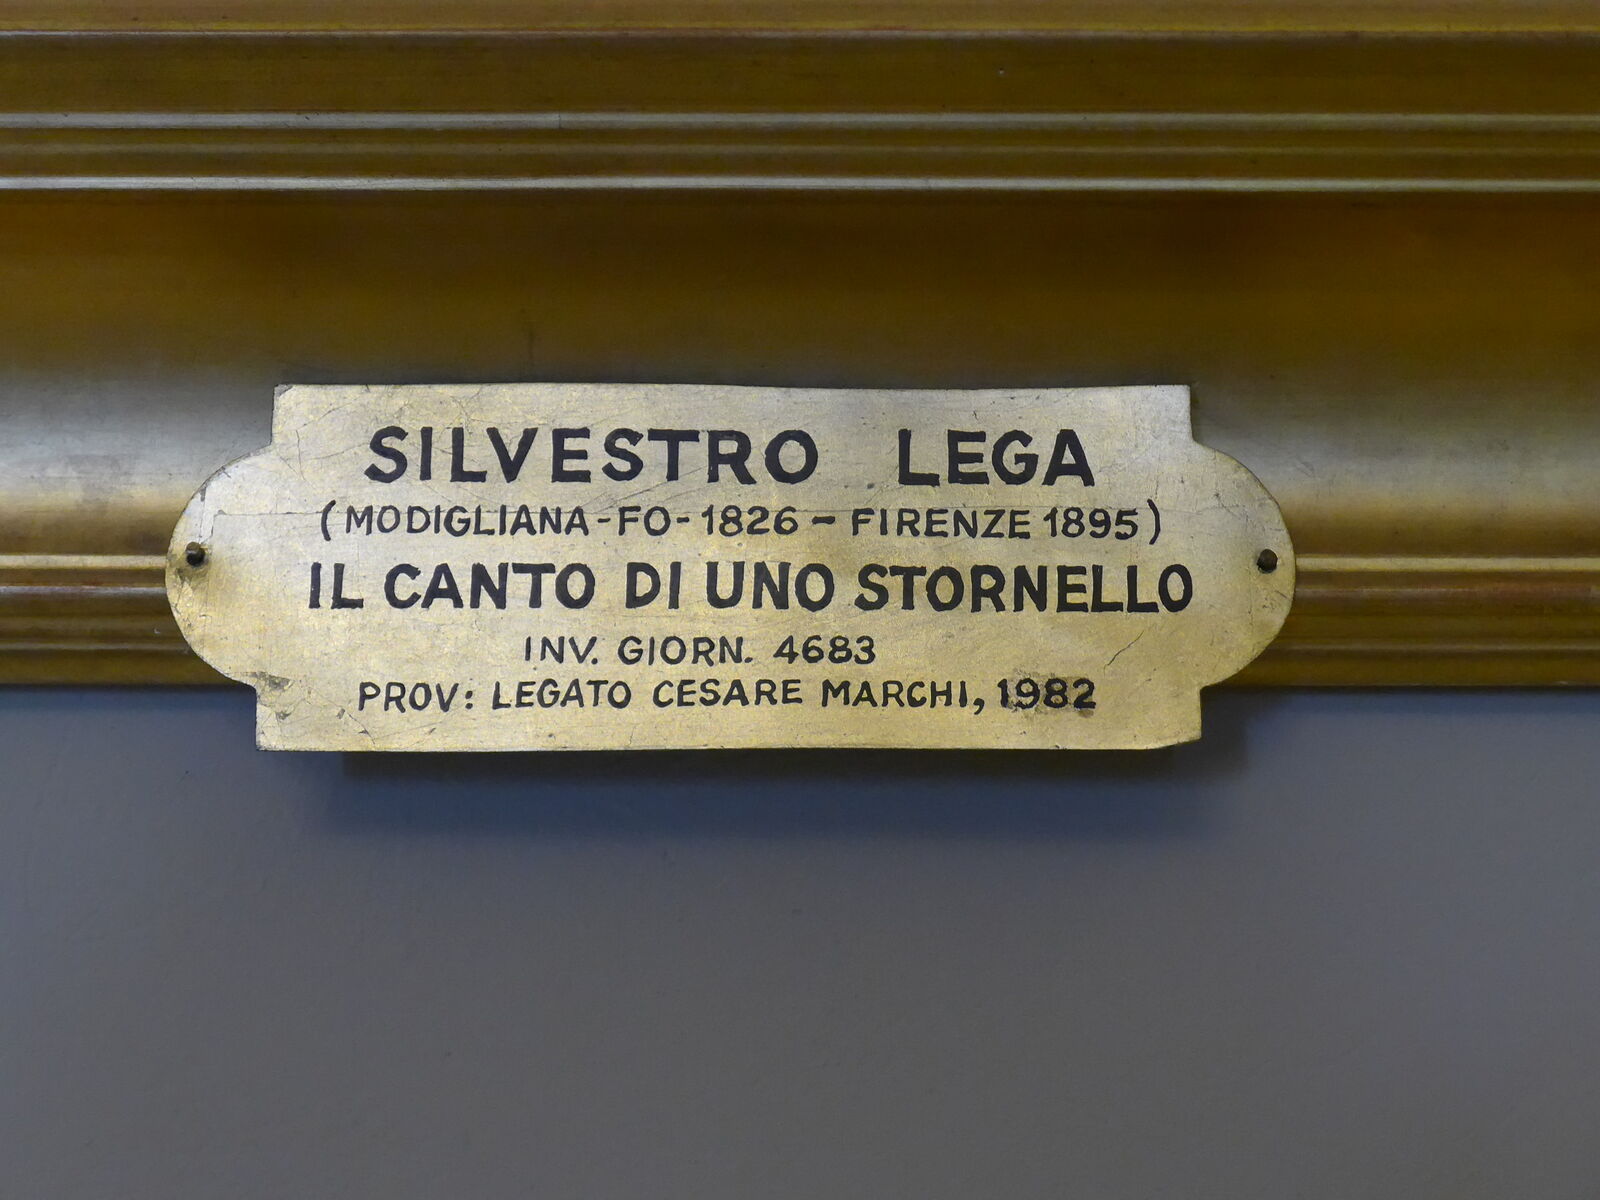 SILVESTRO LEGA
(MODIGLIANA-FO-1826 - FIRENZE 1895)
IL CANTO DI UNO STORNELLO
INV. GIORN. 4683
PROV: LEGATO CESARE MARCHI, 1982